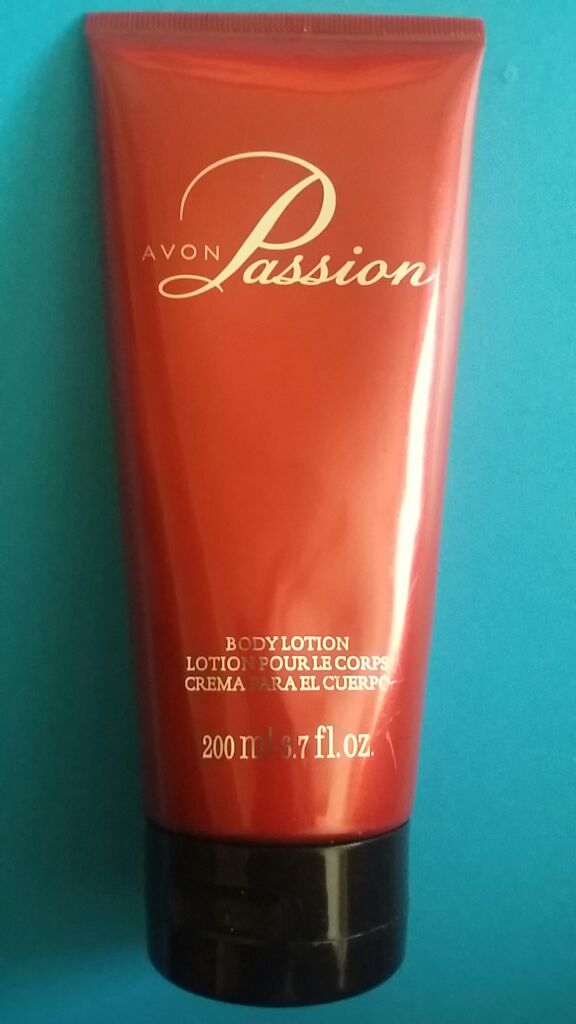 AVON Passion
BODY LOTION
LOTION POUR LE CORPS
CREMA PARA EL CUERPO
200 ml 6.7 fl. oz.